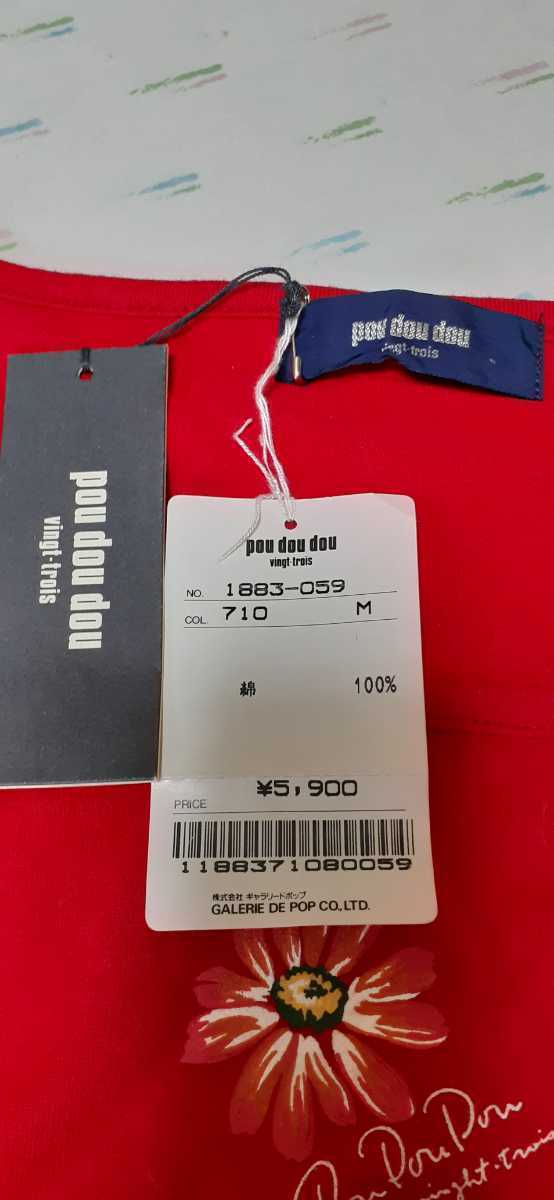 pou dou dou
vingt-trois
pou dou dou
vingt-trois
pou dou dou
vingt-trois
NO. 1883-059
COL. 710 M
綿 100%
¥5,900
PRICE
1188371080059
株式会社 ギャラリードポップ
GALERIE DE POP CO.,LTD.
Pou Dou Dou